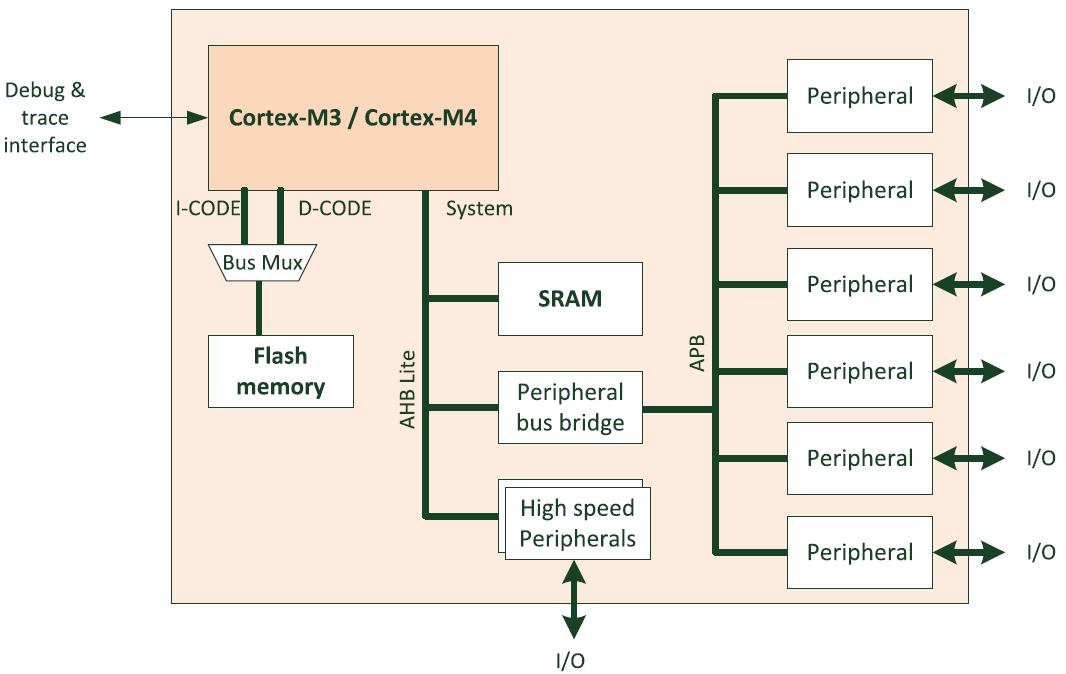 Debug &
trace
interface
Cortex-M3 / Cortex-M4
I-CODE
D-CODE
System
Bus Mux
Flash
memory
AHB Lite
SRAM
Peripheral
bus bridge
High speed
Peripherals
I/O
APB
Peripheral
I/O
Peripheral
I/O
Peripheral
I/O
Peripheral
I/O
Peripheral
I/O
Peripheral
I/O